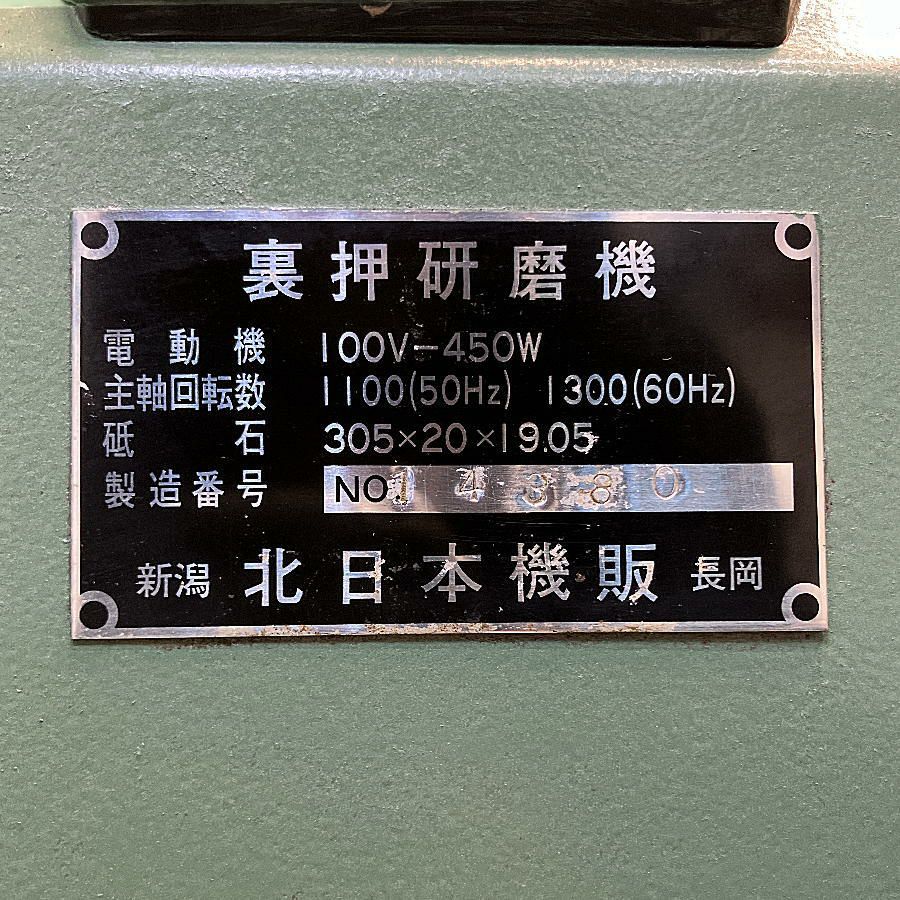 裏押研磨機
電動機 100V-450W
主軸回転数 1100(50Hz) 1300(60Hz)
砥石 305×20×19.05
製造番号 NO 14380
新潟 北日本機販 長岡